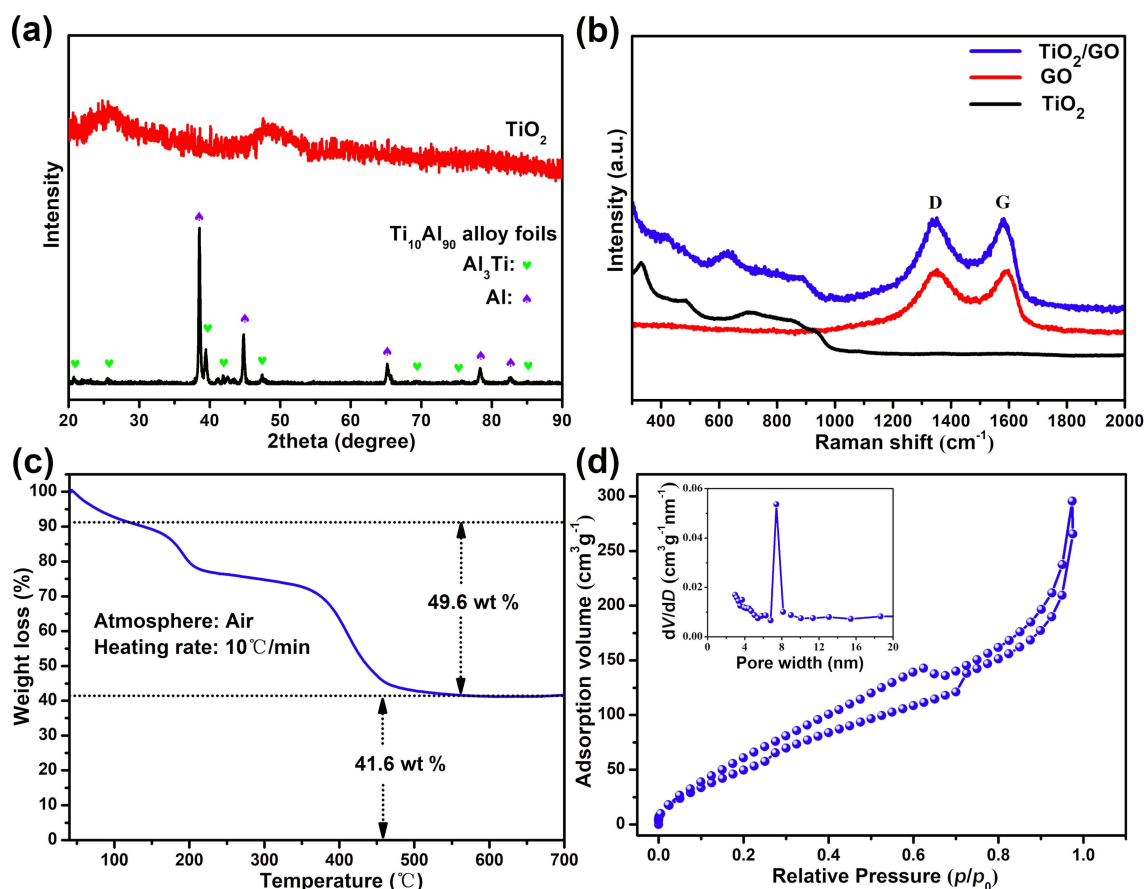 (a)
TiO2
Ti10Al90 alloy foils
Al3Ti: ♥
Al: ♠
Intensity
20 30 40 50 60 70 80 90
2theta (degree)
(b)
TiO2/GO
GO
TiO2
D G
Intensity (a.u.)
400 600 800 1000 1200 1400 1600 1800 2000
Raman shift (cm-1)
(c)
100
90
80
70
60
50
40
30
20
10
0
Weight loss (%)
49.6 wt %
Atmosphere: Air
Heating rate: 10℃/min
41.6 wt %
100 200 300 400 500 600 700
Temperature (℃)
(d)
300
250
200
150
100
50
0
Adsorption volume (cm3g-1)
0.06
0.04
0.02
0.00
dV/dD (cm3g-1nm-1)
0 4 8 12 16 20
Pore width (nm)
0.0 0.2 0.4 0.6 0.8 1.0
Relative Pressure (p/p0)